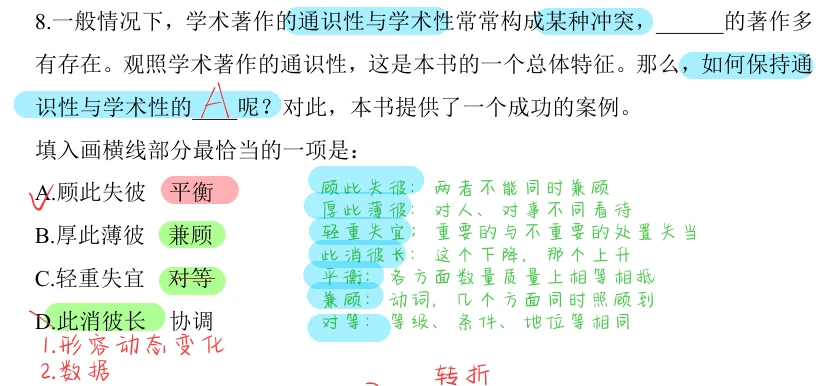 8.一般情况下，学术著作的通识性与学术性常常构成某种冲突，______的著作多
有存在。观照学术著作的通识性，这是本书的一个总体特征。那么，如何保持通
识性与学术性的 A 呢？对此，本书提供了一个成功的案例。
填入画横线部分最恰当的一项是：
A.顾此失彼 平衡
B.厚此薄彼 兼顾
C.轻重失宜 对等
D.此消彼长 协调
顾此失彼：两者不能同时兼顾
厚此薄彼：对人、对事不同看待
轻重失宜：重要的与不重要的处置失当
此消彼长：这个下降，那个上升
平衡：各方面数量质量上相等相抵
兼顾：动词，几个方面同时照顾到
对等：等级、条件、地位等相同
1.形容动态变化
2.数据
转折